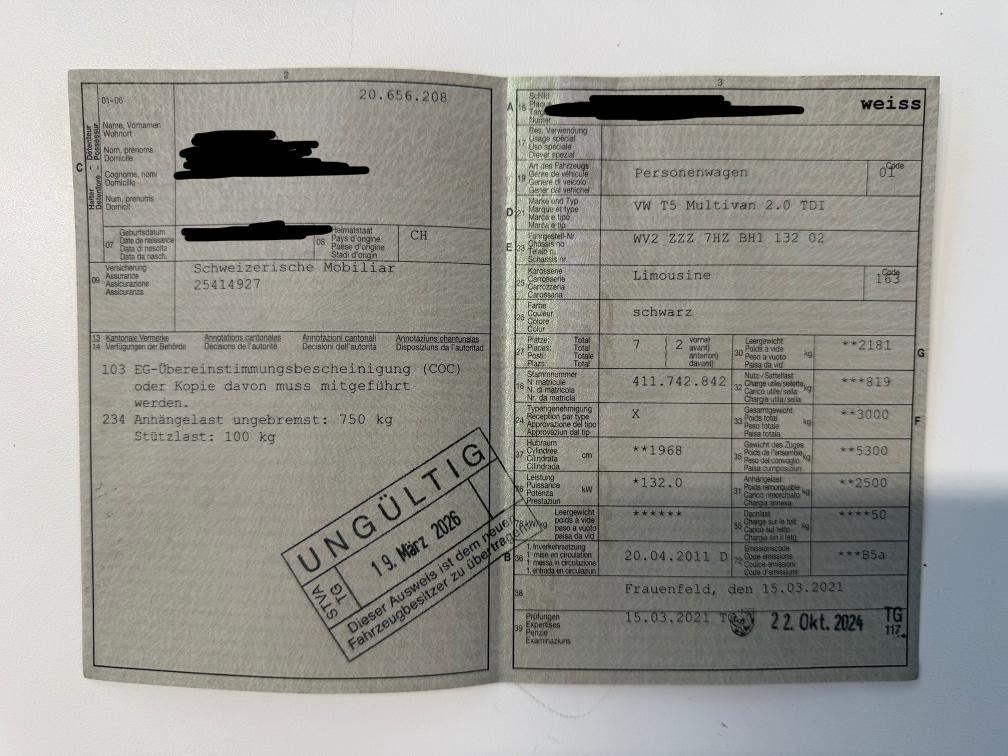 2
01-06
20.656.208
C
Halter – Détenteur
Detentore – Possessur
Name, Vornamen
Wohnort
Nom, prénoms
Domicile
Cognome, nomi
Domicilio
Num, prenums
Domicil
07
Geburtsdatum
Date de naissance
Data di nascita
Data da nasch.
08
Heimatstaat
Pays d'origine
Paese d'origine
Stadi d'origin
CH
09
Versicherung
Assurance
Assicurazione
Assicuranza
Schweizerische Mobiliar
25414927
13 Kantonale Vermerke Annotations cantonales Annotazioni cantonali Annotaziuns chantunalas
14 Verfügungen der Behörde Décisions de l'autorité Decisioni dell'autorità Disposiziuns da l'autoritad
103 EG-Übereinstimmungsbescheinigung (COC)
oder Kopie davon muss mitgeführt
werden.
234 Anhängelast ungebremst: 750 kg
Stützlast: 100 kg
UNGÜLTIG
19. März 2026
STVA
TG
Dieser Ausweis ist dem neuen
Fahrzeugbesitzer zu übertragen
3
A
15
Schild
weiss
17
Bes. Verwendung
Usage spécial
Uso speciale
Diever spezial
19
Art des Fahrzeugs
Genre de véhicule
Genere di veicolo
Gener dal vehichel
Personenwagen
Code
01
D
21
Marke und Typ
Marque et type
Marca e tipo
Marca e tip
VW T5 Multivan 2.0 TDI
E
23
Fahrgestell-Nr.
Châssis no
Telaio n.
Schassis nr.
WV2 ZZZ 7HZ BH1 132 02
25
Karosserie
Carrosserie
Carrozzeria
Carossaria
Limousine
Code
163
26
Farbe
Couleur
Colore
Colur
schwarz
27
Plätze: Total
Places: Total
Posti: Totale
Plazs: Total
7
2
vorne)
avant)
anteriori)
davant)
30
Leergewicht
Poids à vide
Peso a vuoto
Paisa da vid
kg
**2181
G
18
Stammnummer
N matricule
N. di matricola
Nr. da matricla
411.742.842
32
Nutz-/Sattellast
Charge utile/sellette
Carico utile/sella
Chargia utila/sella
kg
***819
24
Typengenehmigung
Réception par type
Approvazione del tipo
Approvaziun dal tip
X
33
Gesamtgewicht
Poids total
Peso totale
Paisa totala
kg
**3000
F
37
Hubraum
Cylindrée
Cilindrata
Cilindrada
cm
**1968
35
Gewicht des Zuges
Poids de l'ensemble
Peso del convoglio
Paisa cumposiziun
kg
**5300
76
Leistung
Puissance
Potenza
Prestaziun
kW
*132.0
31
Anhängelast
Poids remorquable
Carico rimorchiato
Chargia annexa
kg
**2500
78
Leergewicht
poids à vide
peso a vuoto
paisa da vid
kW/kg
******
55
Dachlast
Charge sur le toit
Carico sul tetto
Chargia sin il tetg
kg
****50
B
36
1. Inverkehrsetzung
1 mise en circulation
1 messa in circolazione
1. entrada en circulaziun
20.04.2011 D
72
Emissionscode
Code émissions
Codice emissioni
Code d'emissiuns
***B5a
38
Frauenfeld, den 15.03.2021
39
Prüfungen
Expertises
Perizie
Examinaziuns
15.03.2021 TG
22. Okt. 2024
TG
117